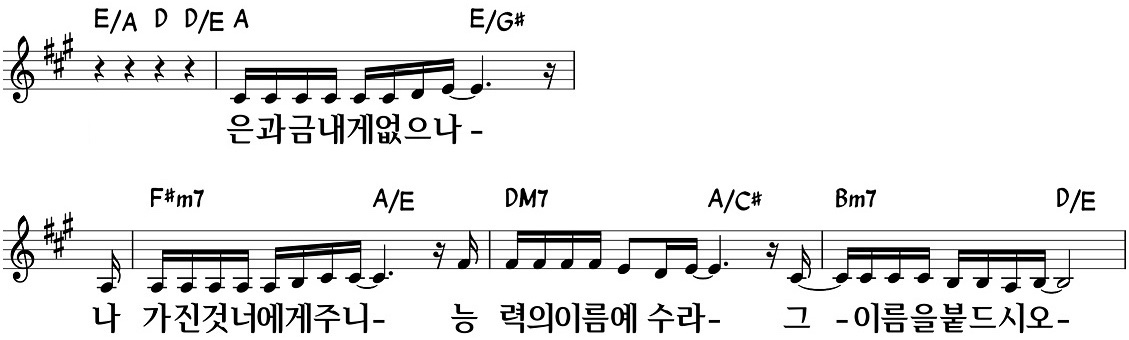 E/A D D/E A E/G#
은과금내게없으나 -
F#m7 A/E DM7 A/C# Bm7 D/E
나 가진것너에게주니- 능 력의이름예 수라- 그 -이름을붙드시오-